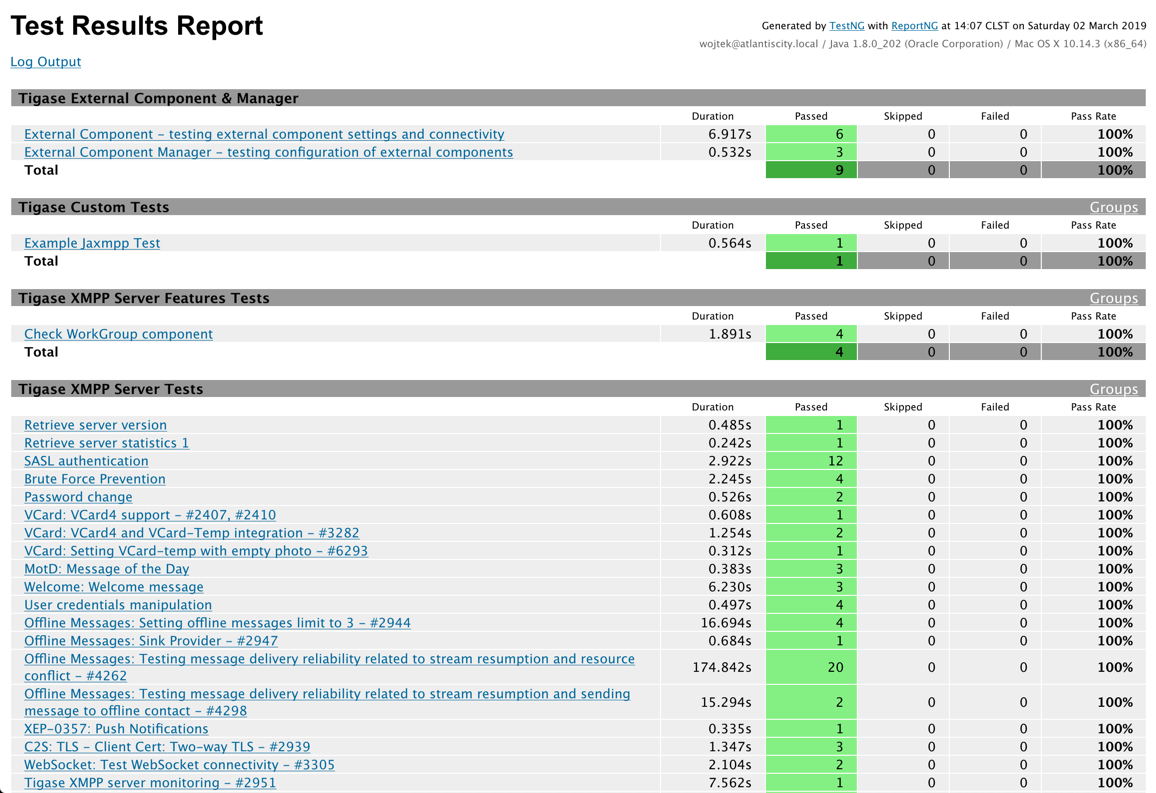 Test Results Report
Generated by TestNG with ReportNG at 14:07 CLST on Saturday 02 March 2019
wojtek@atlantiscity.local / Java 1.8.0_202 (Oracle Corporation) / Mac OS X 10.14.3 (x86_64)
Log Output
Tigase External Component & Manager
Duration Passed Skipped Failed Pass Rate
External Component – testing external component settings and connectivity 6.917s 6 0 0 100%
External Component Manager – testing configuration of external components 0.532s 3 0 0 100%
Total 9 0 0 100%
Tigase Custom Tests Groups
Duration Passed Skipped Failed Pass Rate
Example Jaxmpp Test 0.564s 1 0 0 100%
Total 1 0 0 100%
Tigase XMPP Server Features Tests Groups
Duration Passed Skipped Failed Pass Rate
Check WorkGroup component 1.891s 4 0 0 100%
Total 4 0 0 100%
Tigase XMPP Server Tests Groups
Duration Passed Skipped Failed Pass Rate
Retrieve server version 0.485s 1 0 0 100%
Retrieve server statistics 1 0.242s 1 0 0 100%
SASL authentication 2.922s 12 0 0 100%
Brute Force Prevention 2.245s 4 0 0 100%
Password change 0.526s 2 0 0 100%
VCard: VCard4 support – #2407, #2410 0.608s 1 0 0 100%
VCard: VCard4 and VCard-Temp integration – #3282 1.254s 2 0 0 100%
VCard: Setting VCard-temp with empty photo – #6293 0.312s 1 0 0 100%
MotD: Message of the Day 0.383s 3 0 0 100%
Welcome: Welcome message 6.230s 3 0 0 100%
User credentials manipulation 0.497s 4 0 0 100%
Offline Messages: Setting offline messages limit to 3 – #2944 16.694s 4 0 0 100%
Offline Messages: Sink Provider – #2947 0.684s 1 0 0 100%
Offline Messages: Testing message delivery reliability related to stream resumption and resource
conflict – #4262 174.842s 20 0 0 100%
Offline Messages: Testing message delivery reliability related to stream resumption and sending
message to offline contact – #4298 15.294s 2 0 0 100%
XEP-0357: Push Notifications 0.335s 1 0 0 100%
C2S: TLS – Client Cert: Two-way TLS – #2939 1.347s 3 0 0 100%
WebSocket: Test WebSocket connectivity – #3305 2.104s 2 0 0 100%
Tigase XMPP server monitoring – #2951 7.562s 1 0 0 100%